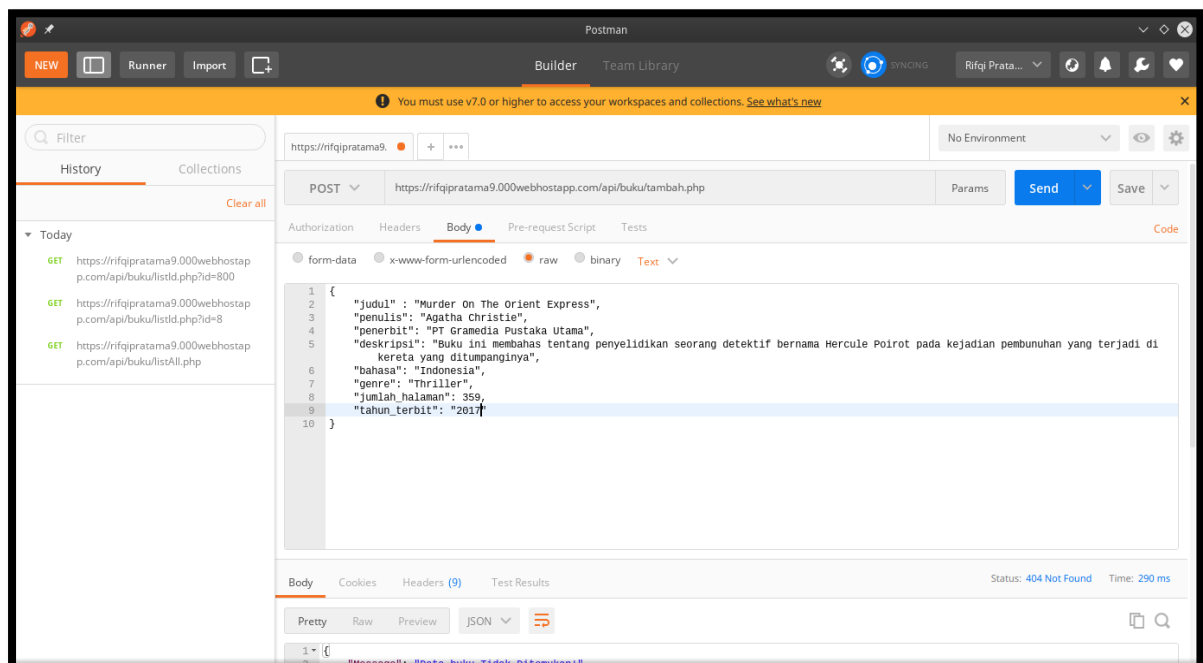 Postman
NEW Runner Import Builder Team Library SYNCING Rifqi Prata...
You must use v7.0 or higher to access your workspaces and collections. See what's new
Filter
History Collections
Clear all
Today
GET https://rifqipratama9.000webhostap
p.com/api/buku/listId.php?id=800
GET https://rifqipratama9.000webhostap
p.com/api/buku/listId.php?id=8
GET https://rifqipratama9.000webhostap
p.com/api/buku/listAll.php
https://rifqipratama9. + •••
No Environment
POST https://rifqipratama9.000webhostapp.com/api/buku/tambah.php Params Send Save
Authorization Headers Body Pre-request Script Tests Code
form-data x-www-form-urlencoded raw binary Text
1 {
2 "judul" : "Murder On The Orient Express",
3 "penulis": "Agatha Christie",
4 "penerbit": "PT Gramedia Pustaka Utama",
5 "deskripsi": "Buku ini membahas tentang penyelidikan seorang detektif bernama Hercule Poirot pada kejadian pembunuhan yang terjadi di
kereta yang ditumpanginya",
6 "bahasa": "Indonesia",
7 "genre": "Thriller",
8 "jumlah_halaman": 359,
9 "tahun_terbit": "2017"
10 }
Body Cookies Headers (9) Test Results Status: 404 Not Found Time: 290 ms
Pretty Raw Preview JSON
1 {
2 "Message": "Data buku Tidak Ditemukan!"